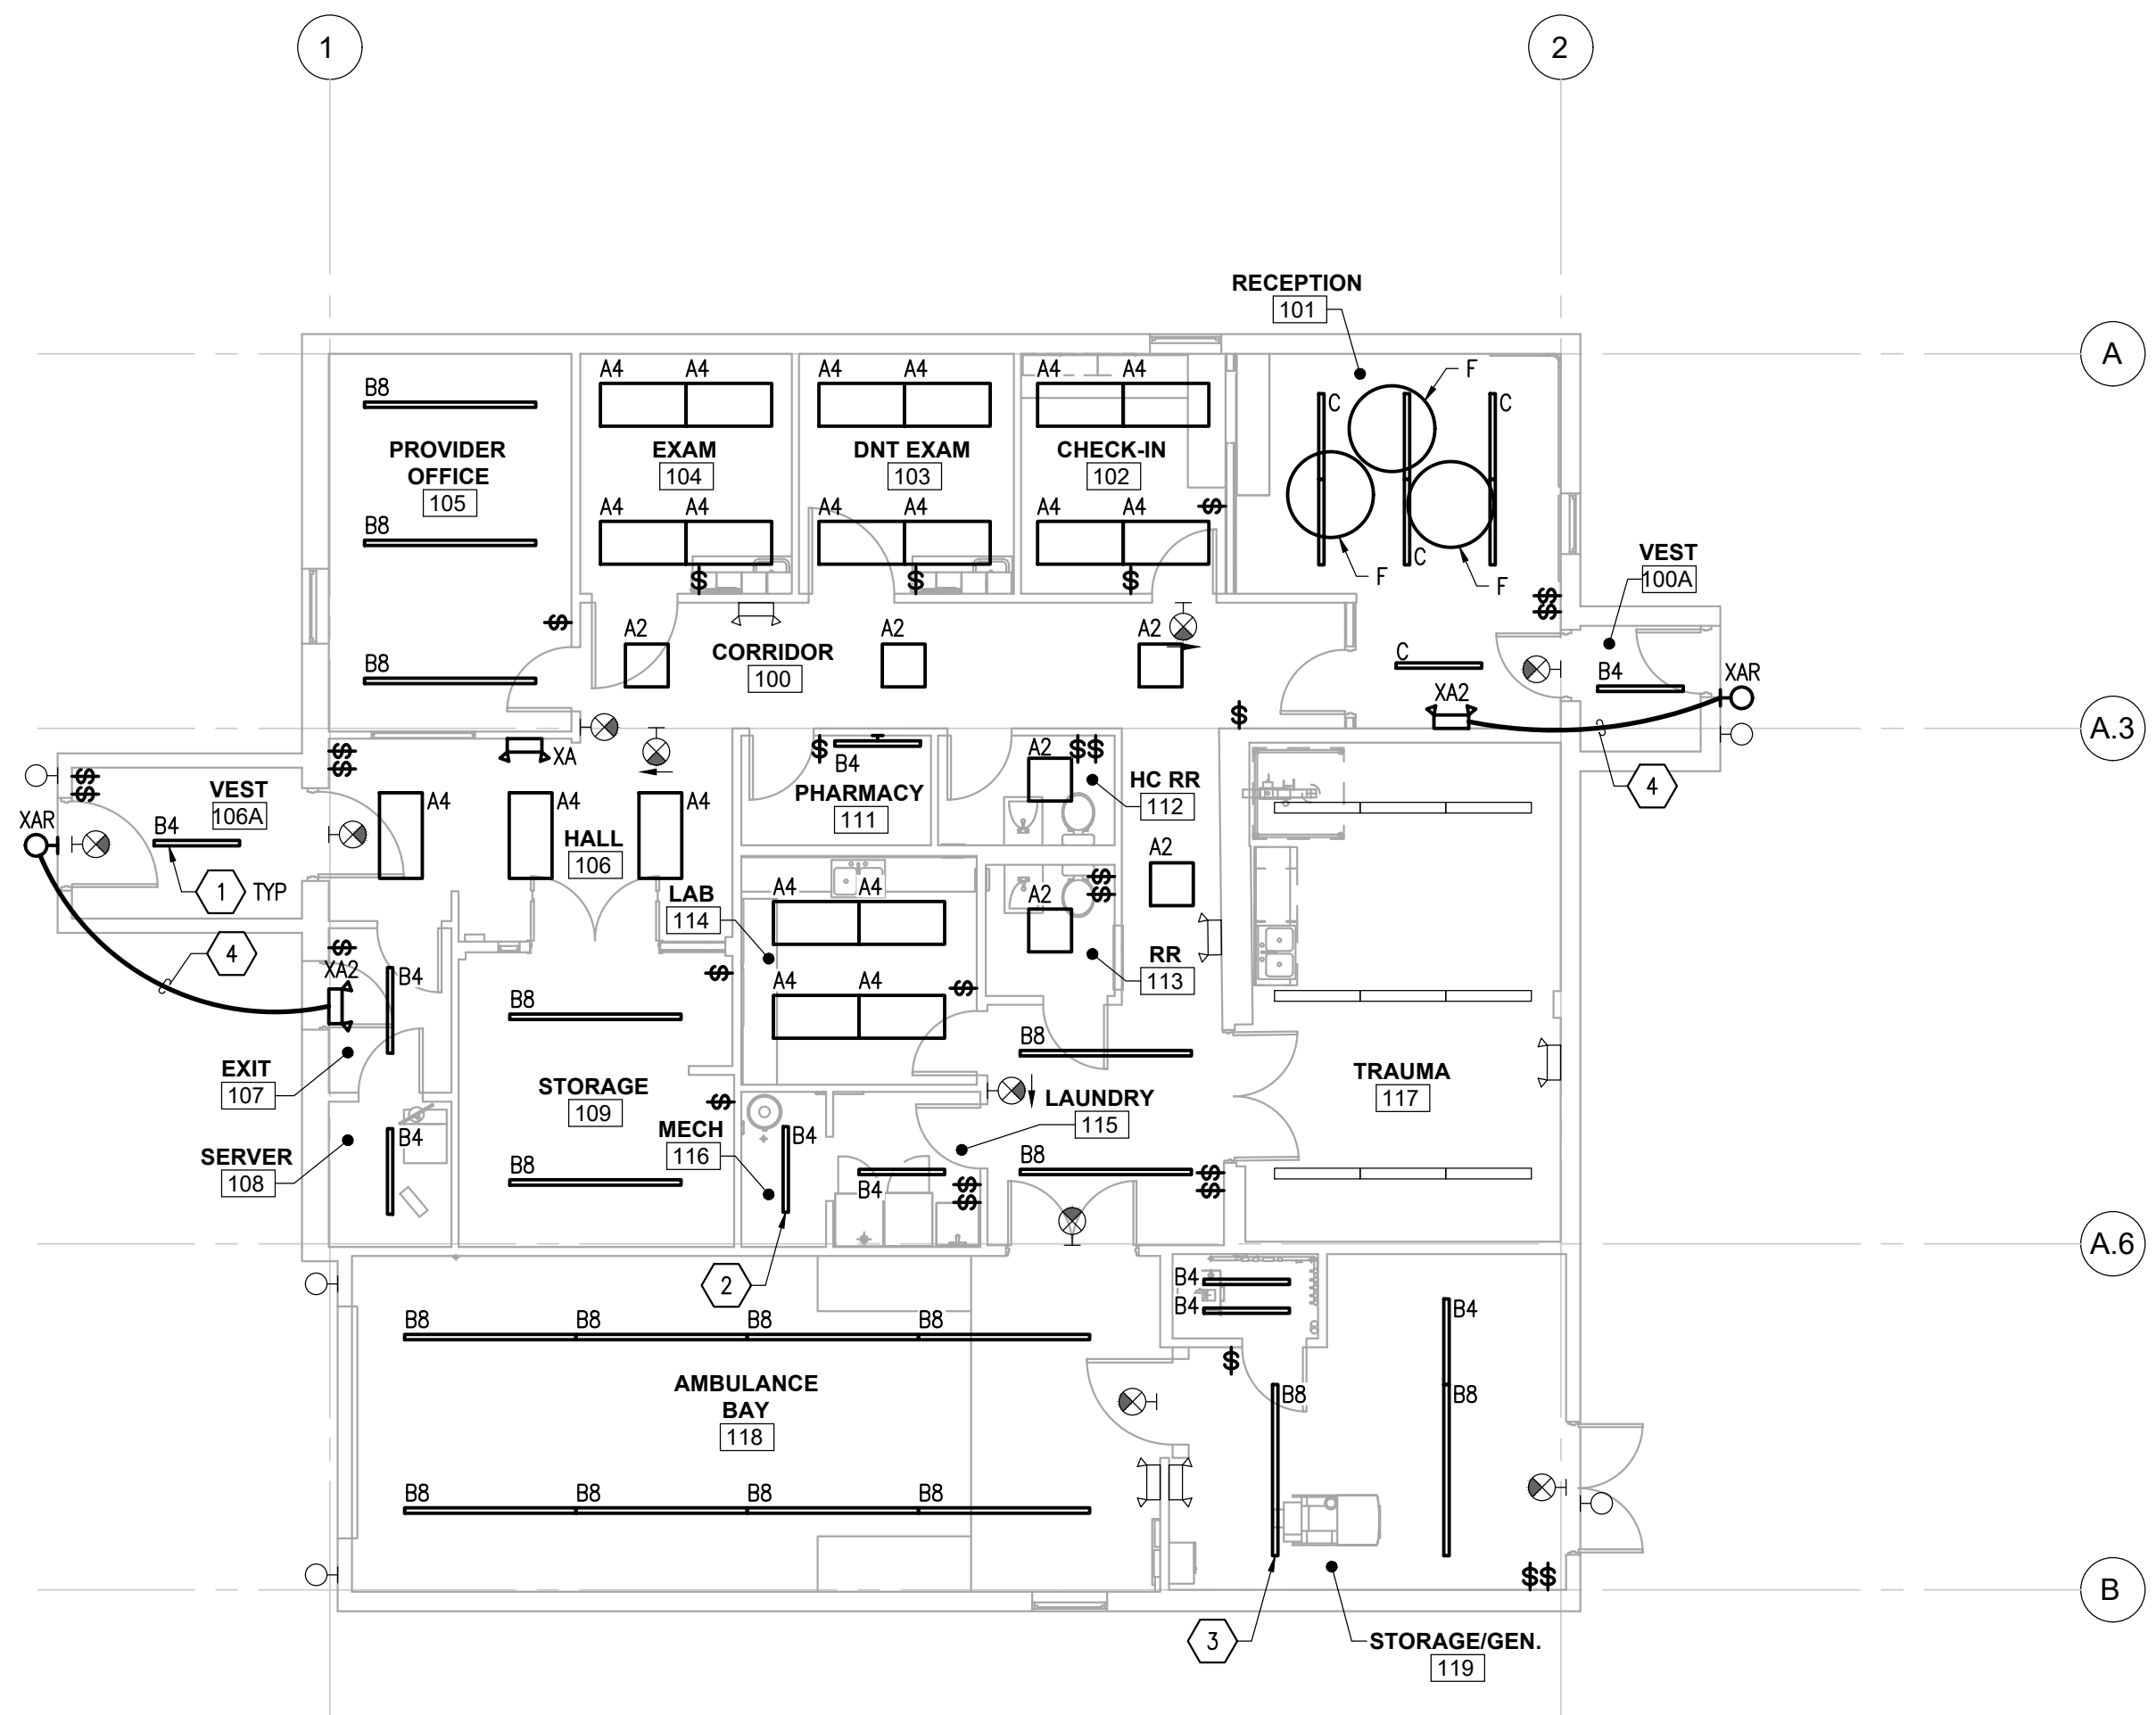 1
2
RECEPTION
101
A
A4 A4 A4 A4 A4 A4
B8
F
C C
PROVIDER
OFFICE
105
EXAM
104
DNT EXAM
103
CHECK-IN
102
A4 A4 A4 A4 A4 A4
$
B8
C
F
F
VEST
100A
$ $ $
$
$
$
A2 A2 A2
CORRIDOR
100
B8
C
B4
XAR
XA2
$
A.3
$
$
XA
$
B4
A2
$$
HC RR
112
4
$
$
VEST
106A
A4 A4 A4
PHARMACY
111
XAR
B4
HALL
106
A2
1 TYP
LAB
114
A4 A4
A2
$
$
4
$
XA2
B4
$
RR
113
A4 A4
$
B8
B8
EXIT
107
STORAGE
109
$
LAUNDRY
115
TRAUMA
117
MECH
116
B4
B4
SERVER
108
B8
B4
B8
$
$
$
$
A.6
2
B4
B4
B4
B8 B8 B8 B8
$
AMBULANCE
BAY
118
B8
B8
B8 B8 B8 B8
$$
B
3
STORAGE/GEN.
119